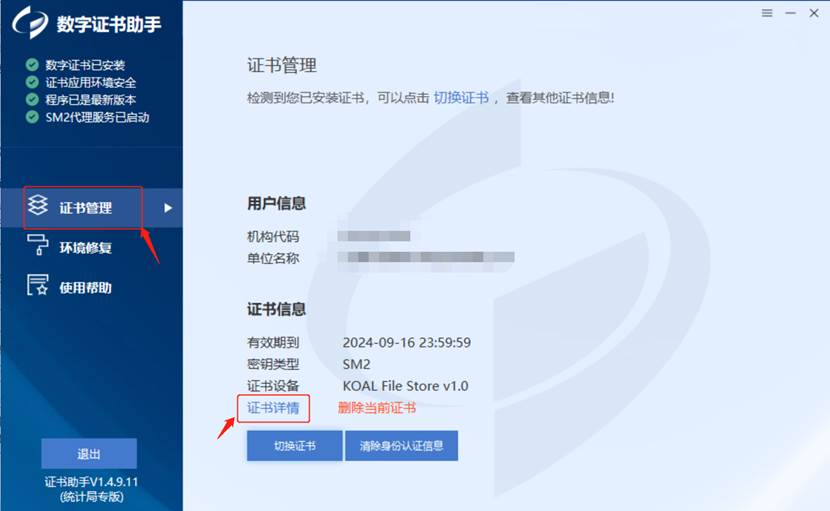 数字证书助手
数字证书已安装
证书应用环境安全
程序已是最新版本
SM2代理服务已启动
证书管理
环境修复
使用帮助
退出
证书助手V1.4.9.11
(统计局专版)
证书管理
检测到您已安装证书，可以点击 切换证书 ，查看其他证书信息!
用户信息
机构代码
单位名称
证书信息
有效期到 2024-09-16 23:59:59
密钥类型 SM2
证书设备 KOAL File Store v1.0
证书详情 删除当前证书
切换证书 清除身份认证信息